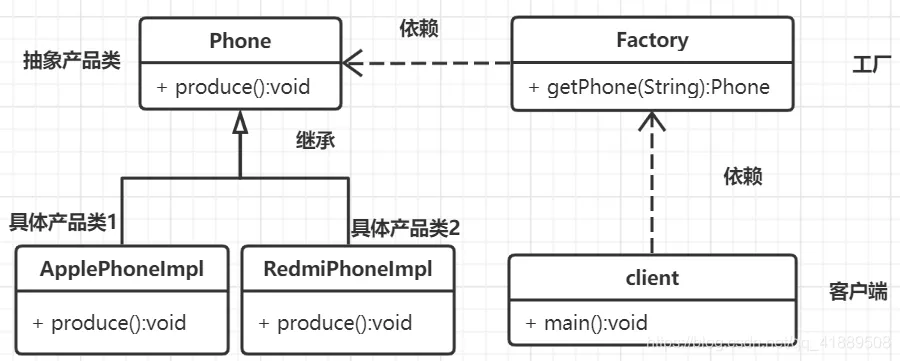 抽象产品类
Phone
+ produce():void
依赖
Factory
+ getPhone(String):Phone
工厂
继承
依赖
具体产品类1
具体产品类2
ApplePhoneImpl
+ produce():void
RedmiPhoneImpl
+ produce():void
client
+ main():void
客户端
https://blog.csdn.net/qq_41889508